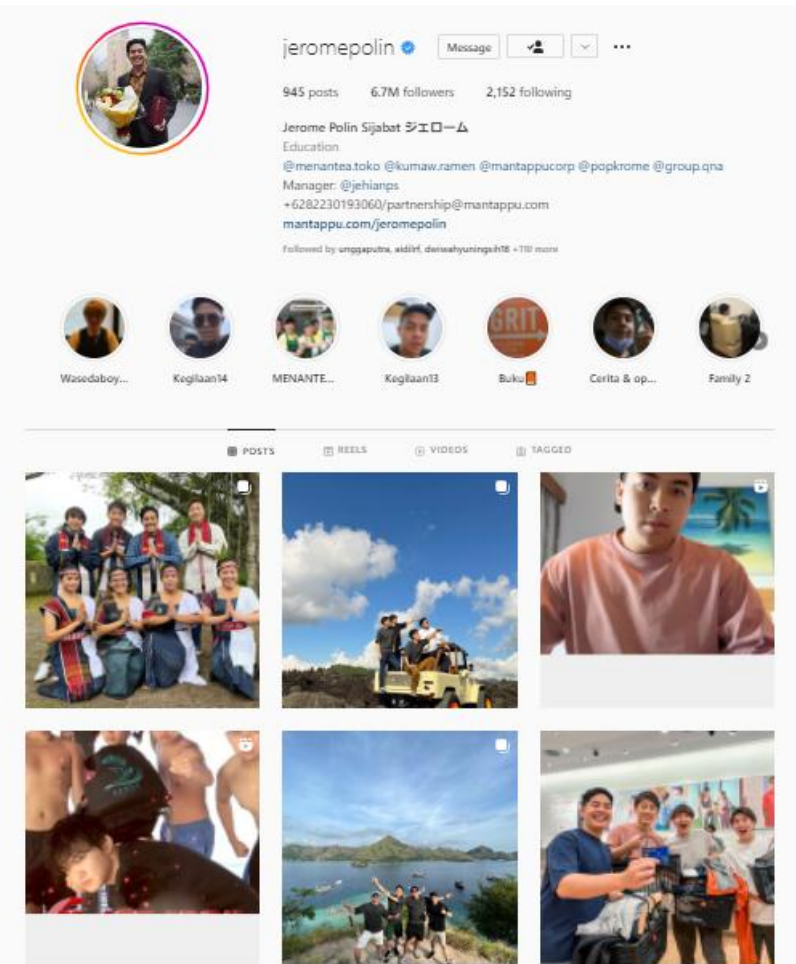 jeromepolin Message
945 posts 6.7M followers 2,152 following
Jerome Polin Sijabat ジェローム
Education
@menantea.toko @kumaw.ramen @mantappucorp @popkrome @group.qna
Manager: @jehianps
+6282230193060/partnership@mantappu.com
mantappu.com/jeromepolin
Followed by unggaputra, aidilrf, dwiwahyuningsih18 +110 more
GRIT
Wasedaboy... Kegilaan14 MENANTE... Kegilaan13 Buku📙 Cerita & op... Family 2
POSTS REELS VIDEOS TAGGED